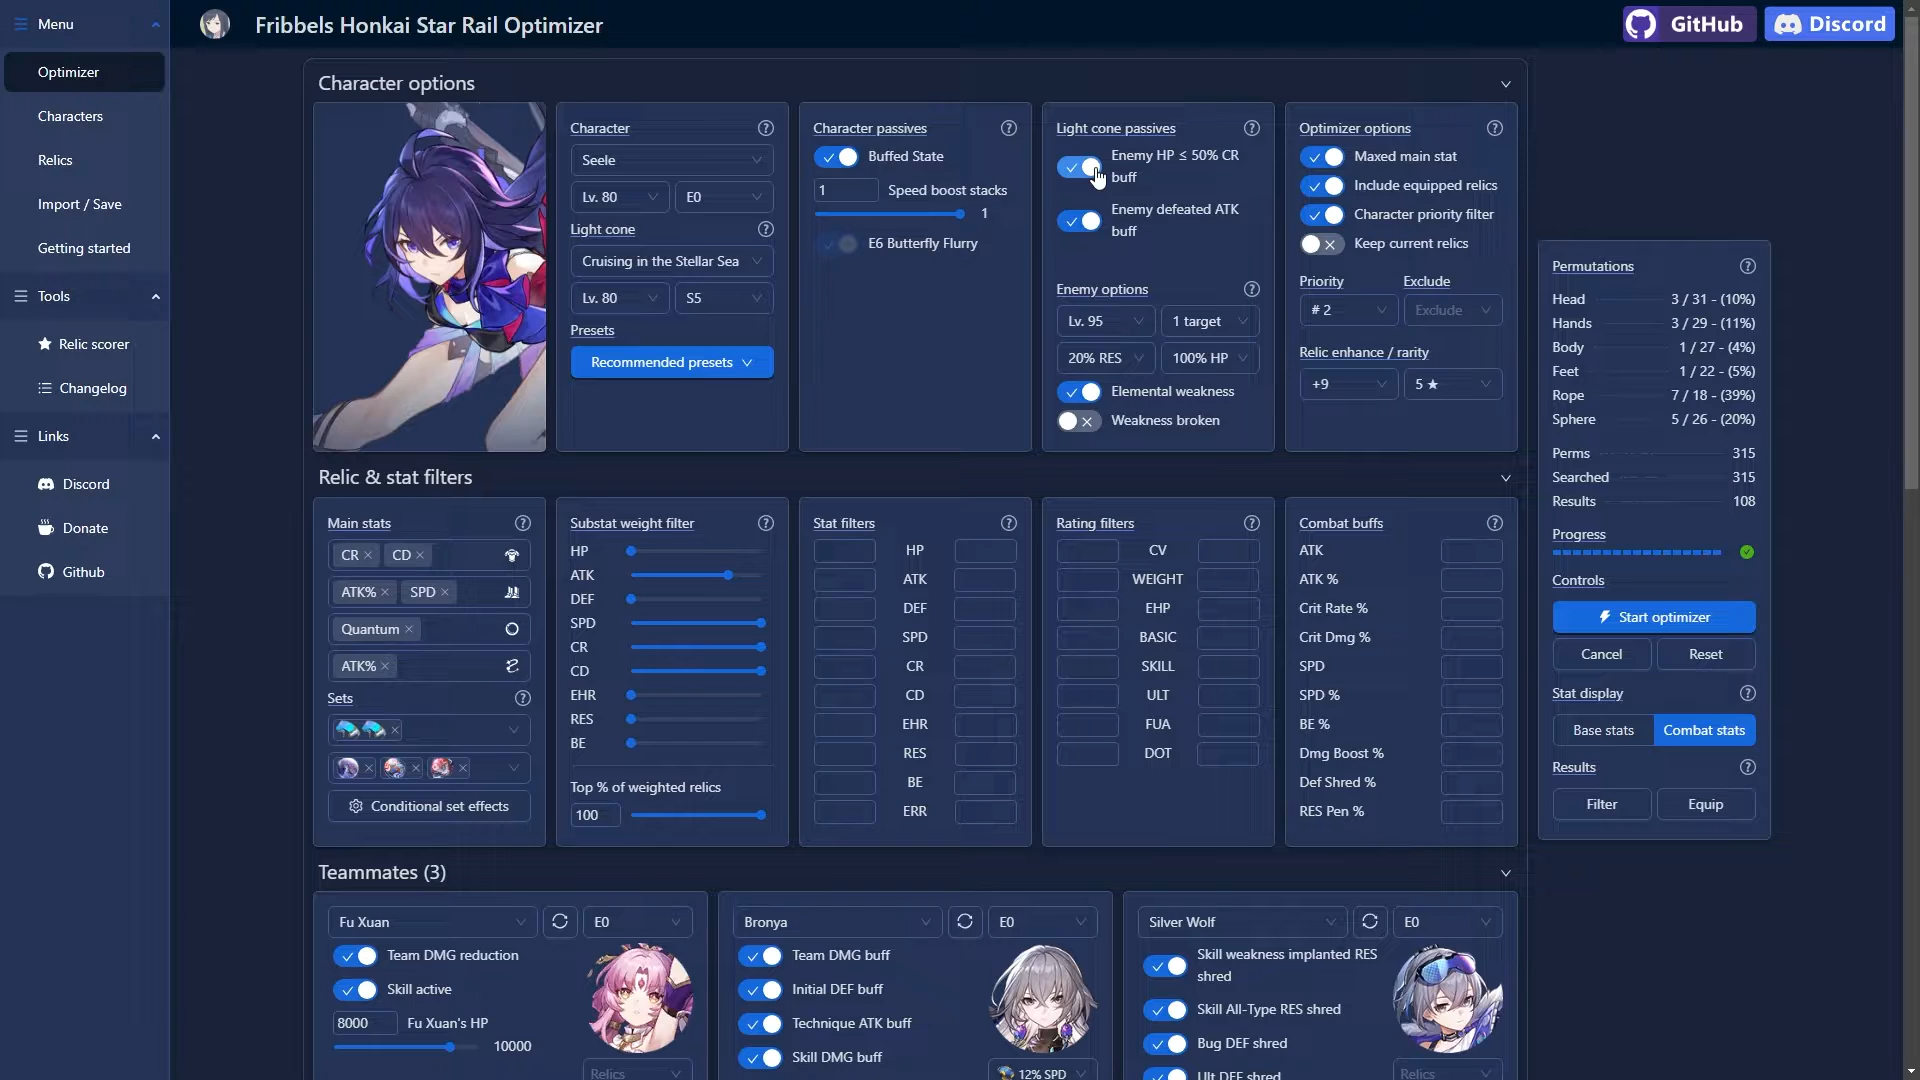 Menu
Fribbels Honkai Star Rail Optimizer
GitHub
Discord
Optimizer
Characters
Relics
Import / Save
Getting started
Tools
Relic scorer
Changelog
Links
Discord
Donate
Github
Character options
Character
Seele
Lv. 80
E0
Light cone
Cruising in the Stellar Sea
Lv. 80
S5
Presets
Recommended presets
Character passives
Buffed State
1
Speed boost stacks
1
E6 Butterfly Flurry
Light cone passives
Enemy HP ≤ 50% CR
buff
Enemy defeated ATK
buff
Enemy options
Lv. 95
1 target
20% RES
100% HP
Elemental weakness
Weakness broken
Optimizer options
Maxed main stat
Include equipped relics
Character priority filter
Keep current relics
Priority
Exclude
# 2
Exclude
Relic enhance / rarity
+9
5 ★
Permutations
Head 3 / 31 - (10%)
Hands 3 / 29 - (11%)
Body 1 / 27 - (4%)
Feet 1 / 22 - (5%)
Rope 7 / 18 - (39%)
Sphere 5 / 26 - (20%)
Perms 315
Searched 315
Results 108
Progress
Controls
Start optimizer
Cancel
Reset
Stat display
Base stats
Combat stats
Results
Filter
Equip
Relic & stat filters
Main stats
CR
CD
ATK%
SPD
Quantum
ATK%
Sets
Conditional set effects
Substat weight filter
HP
ATK
DEF
SPD
CR
CD
EHR
RES
BE
Top % of weighted relics
100
Stat filters
HP
ATK
DEF
SPD
CR
CD
EHR
RES
BE
ERR
Rating filters
CV
WEIGHT
EHP
BASIC
SKILL
ULT
FUA
DOT
Combat buffs
ATK
ATK %
Crit Rate %
Crit Dmg %
SPD
SPD %
BE %
Dmg Boost %
Def Shred %
RES Pen %
Teammates (3)
Fu Xuan
E0
Team DMG reduction
Skill active
8000
Fu Xuan's HP
10000
Relics
Bronya
E0
Team DMG buff
Initial DEF buff
Technique ATK buff
Skill DMG buff
12% SPD
Silver Wolf
E0
Skill weakness implanted RES
shred
Skill All-Type RES shred
Bug DEF shred
Ult DEF shred
Relics